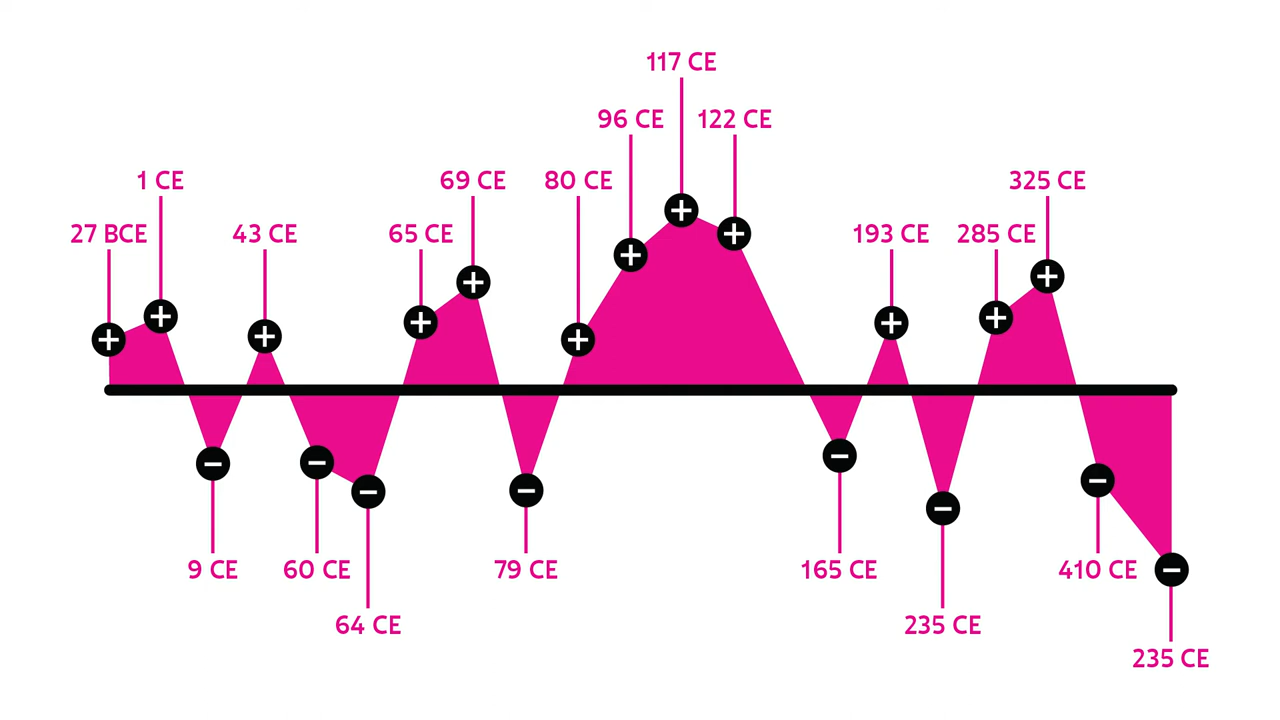 117 CE
96 CE
122 CE
1 CE
69 CE
80 CE
325 CE
27 BCE
43 CE
65 CE
193 CE
285 CE
9 CE
60 CE
79 CE
165 CE
410 CE
64 CE
235 CE
235 CE